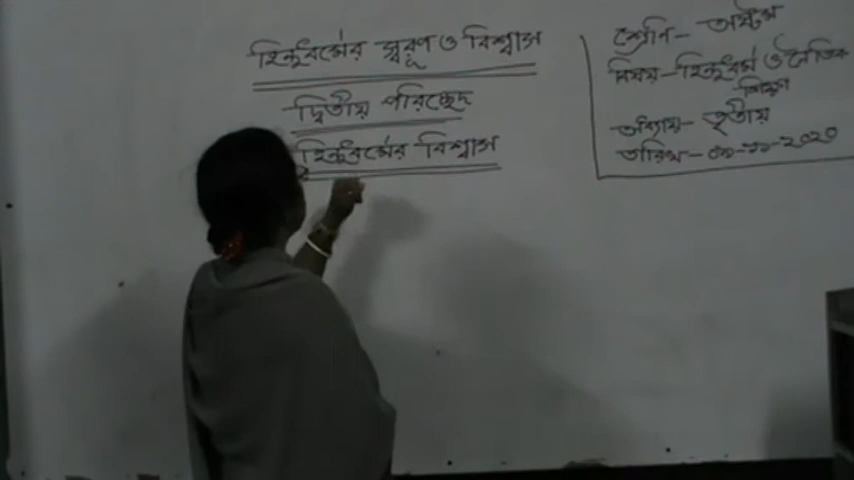 হিন্দুধর্মের স্বরূপ ও বিশ্বাস
দ্বিতীয় পরিচ্ছেদ
হিন্দুধর্মের বিশ্বাস
শ্রেণি- অষ্টম
বিষয়- হিন্দুধর্ম ও নৈতিক
শিক্ষা
অধ্যায়- তৃতীয়
তারিখ-